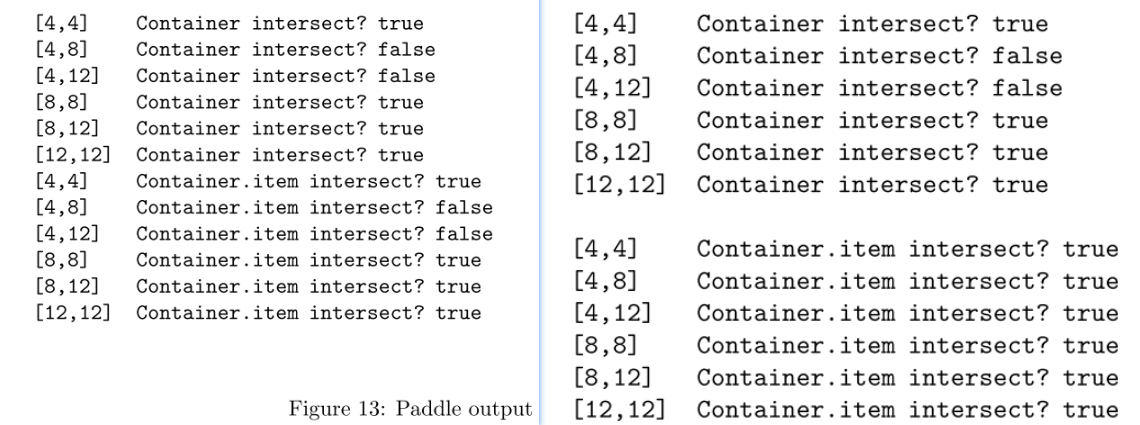 [4,4] Container intersect? true
[4,8] Container intersect? false
[4,12] Container intersect? false
[8,8] Container intersect? true
[8,12] Container intersect? true
[12,12] Container intersect? true
[4,4] Container.item intersect? true
[4,8] Container.item intersect? false
[4,12] Container.item intersect? false
[8,8] Container.item intersect? true
[8,12] Container.item intersect? true
[12,12] Container.item intersect? true
Figure 13: Paddle output
[4,4] Container intersect? true
[4,8] Container intersect? false
[4,12] Container intersect? false
[8,8] Container intersect? true
[8,12] Container intersect? true
[12,12] Container intersect? true
[4,4] Container.item intersect? true
[4,8] Container.item intersect? true
[4,12] Container.item intersect? true
[8,8] Container.item intersect? true
[8,12] Container.item intersect? true
[12,12] Container.item intersect? true